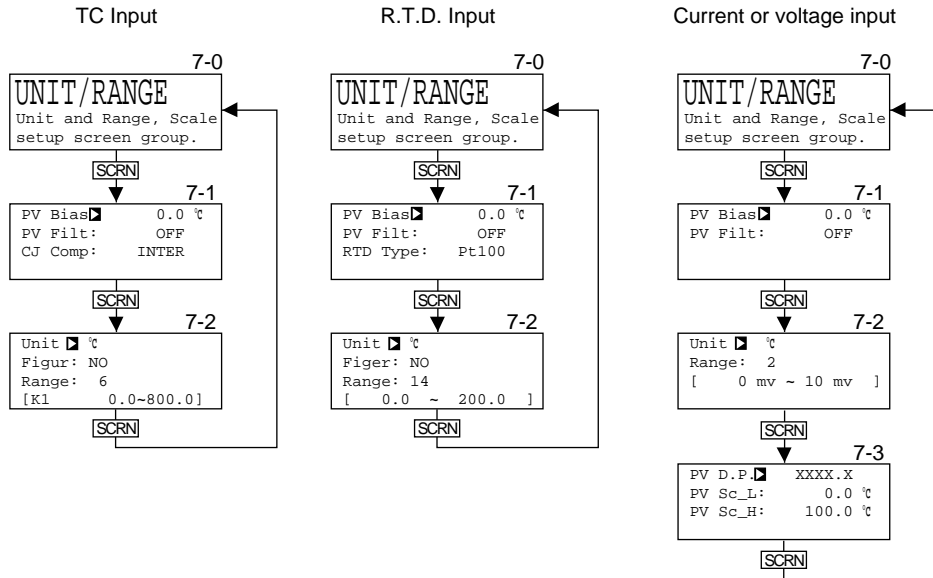 TC Input
7-0
UNIT/RANGE
Unit and Range, Scale
setup screen group.
SCRN
7-1
PV Bias 0.0 ℃
PV Filt: OFF
CJ Comp: INTER
SCRN
7-2
Unit ℃
Figur: NO
Range: 6
[K1 0.0~800.0]
SCRN
R.T.D. Input
7-0
UNIT/RANGE
Unit and Range, Scale
setup screen group.
SCRN
7-1
PV Bias 0.0 ℃
PV Filt: OFF
RTD Type: Pt100
SCRN
7-2
Unit ℃
Figer: NO
Range: 14
[ 0.0 ~ 200.0 ]
SCRN
Current or voltage input
7-0
UNIT/RANGE
Unit and Range, Scale
setup screen group.
SCRN
7-1
PV Bias 0.0 ℃
PV Filt: OFF
SCRN
7-2
Unit ℃
Range: 2
[ 0 mv ~ 10 mv ]
SCRN
7-3
PV D.P. XXXX.X
PV Sc_L: 0.0 ℃
PV Sc_H: 100.0 ℃
SCRN